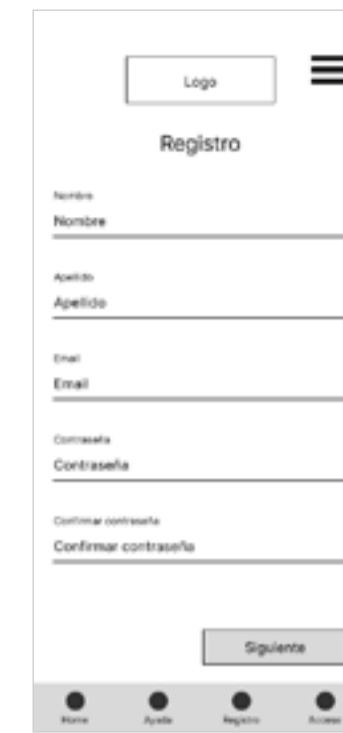 Logo
Registro
Nombre
Nombre
Apellido
Apellido
Email
Email
Contraseña
Contraseña
Confirmar contraseña
Confirmar contraseña
Siguiente
Home Ayuda Registro Acceso